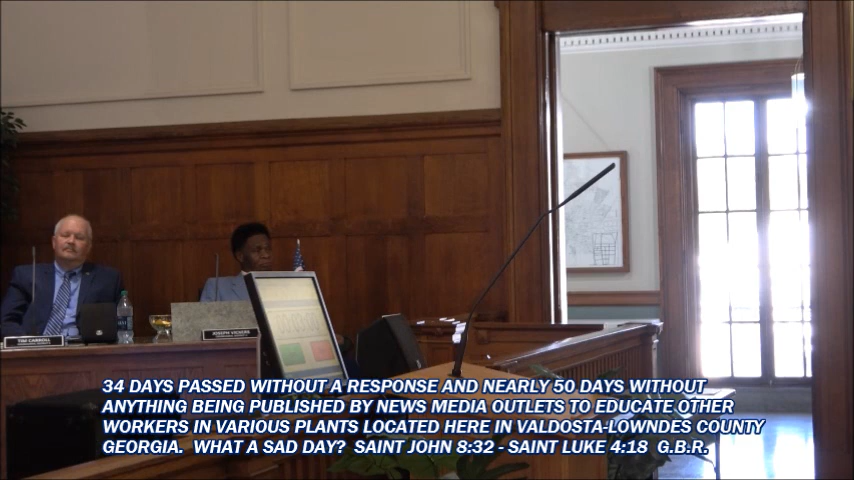 TIM CARROLL
JOSEPH VICKERS
34 DAYS PASSED WITHOUT A RESPONSE AND NEARLY 50 DAYS WITHOUT
ANYTHING BEING PUBLISHED BY NEWS MEDIA OUTLETS TO EDUCATE OTHER
WORKERS IN VARIOUS PLANTS LOCATED HERE IN VALDOSTA-LOWNDES COUNTY
GEORGIA.  WHAT A SAD DAY?  SAINT JOHN 8:32 - SAINT LUKE 4:18  G.B.R.